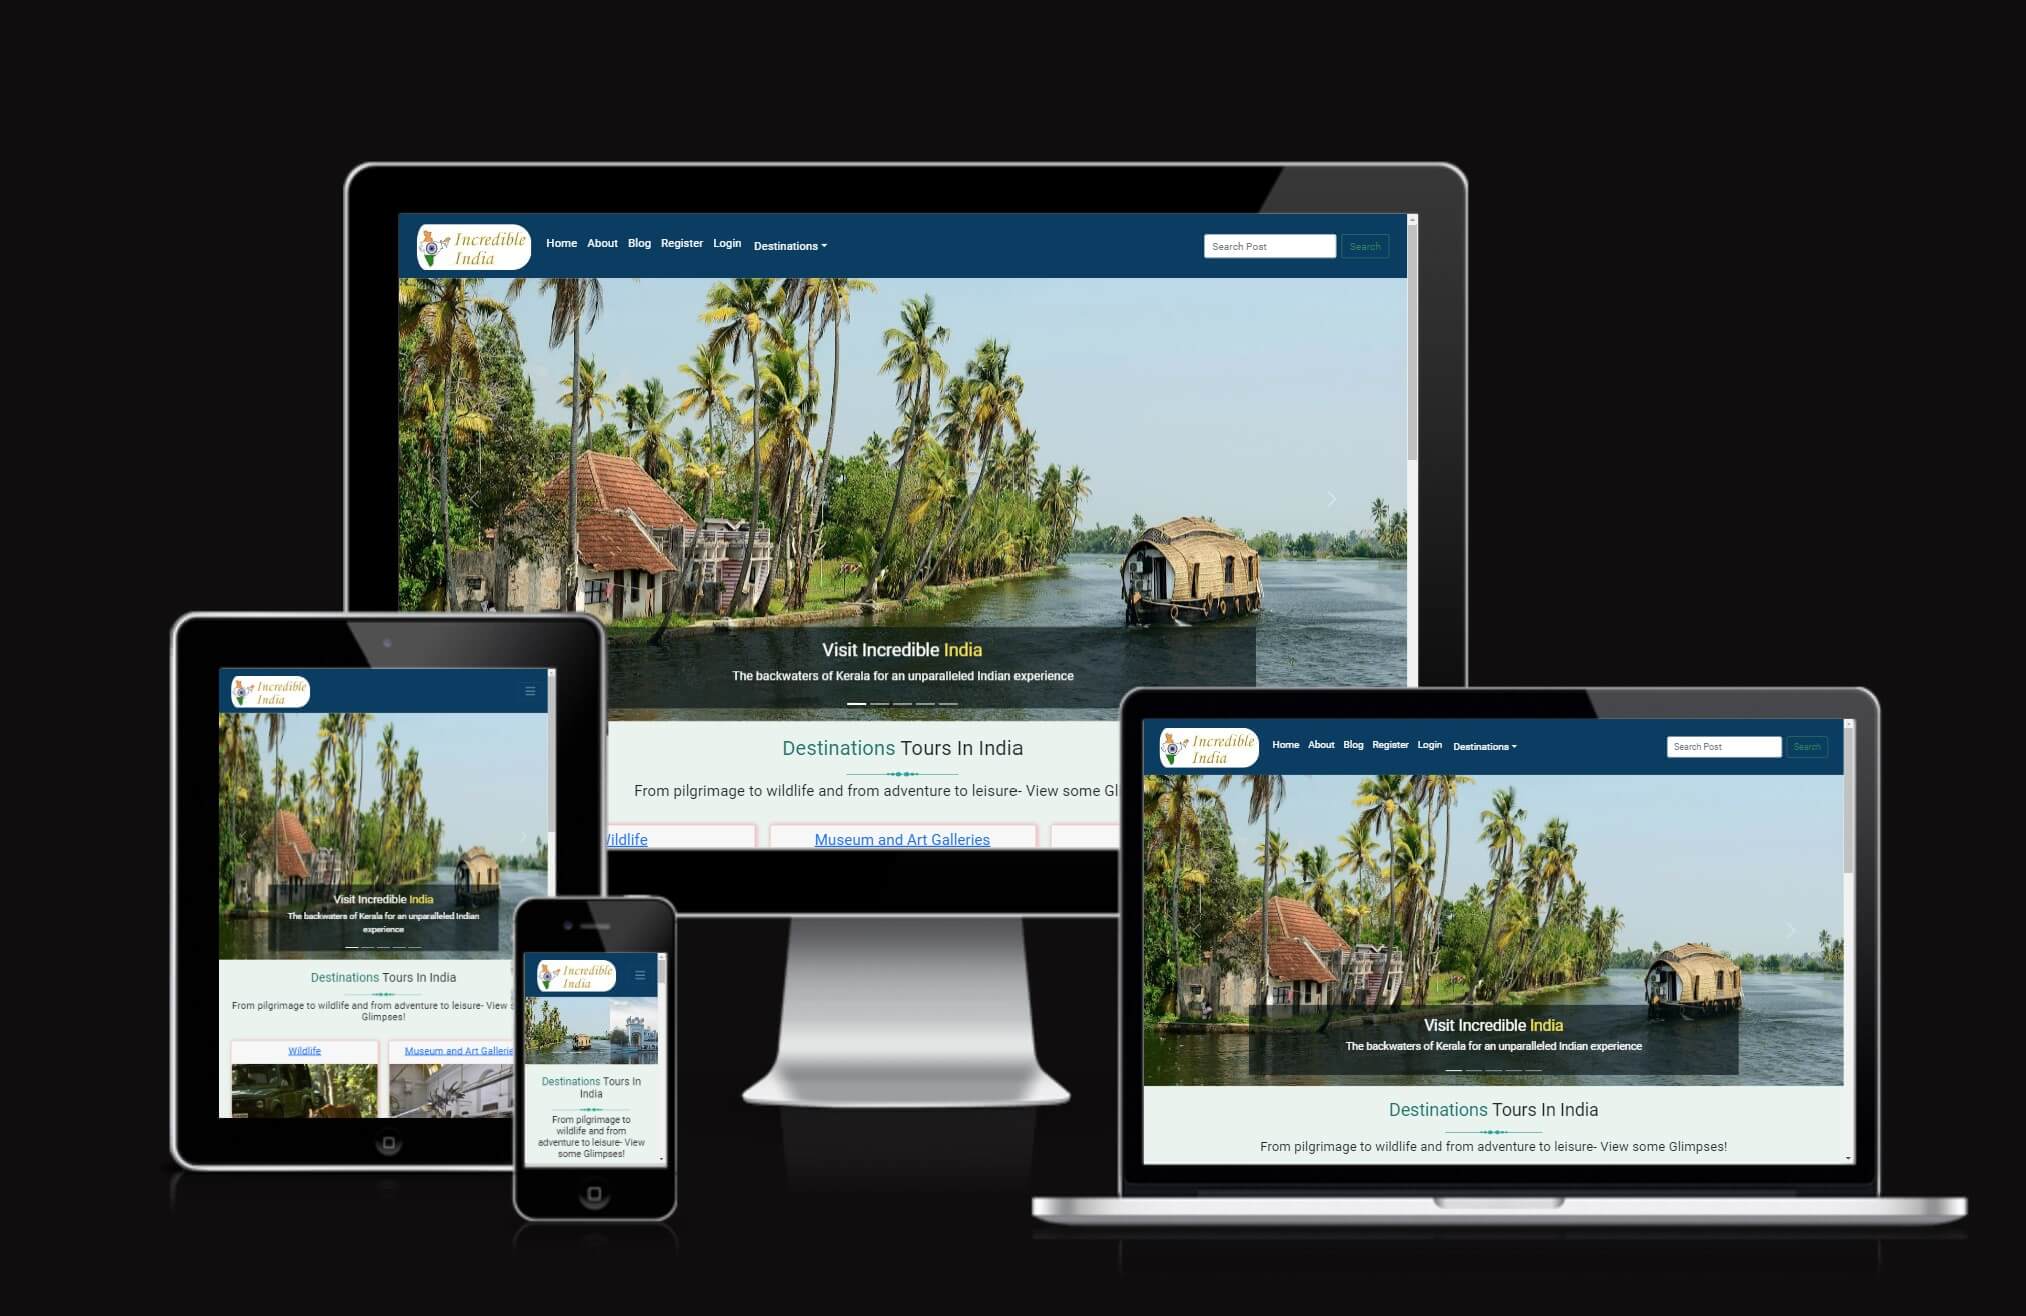 Incredible
India
Home About Blog Register Login Destinations
Search Post Search
Visit Incredible India
The backwaters of Kerala for an unparalleled Indian experience
Destinations Tours In India
From pilgrimage to wildlife and from adventure to leisure- View some Gl
ildlife Museum and Art Galleries
Incredible
India
Visit Incredible India
The backwaters of Kerala for an unparalleled Indian
experience
Destinations Tours In India
From pilgrimage to wildlife and from adventure to leisure- View s
Glimpses!
Wildlife Museum and Art Gallerie
Incredible
India
Destinations Tours In
India
From pilgrimage to
wildlife and from
adventure to leisure- View
some Glimpses!
Incredible
India
Home About Blog Register Login Destinations
Search Post Search
Visit Incredible India
The backwaters of Kerala for an unparalleled Indian experience
Destinations Tours In India
From pilgrimage to wildlife and from adventure to leisure- View some Glimpses!